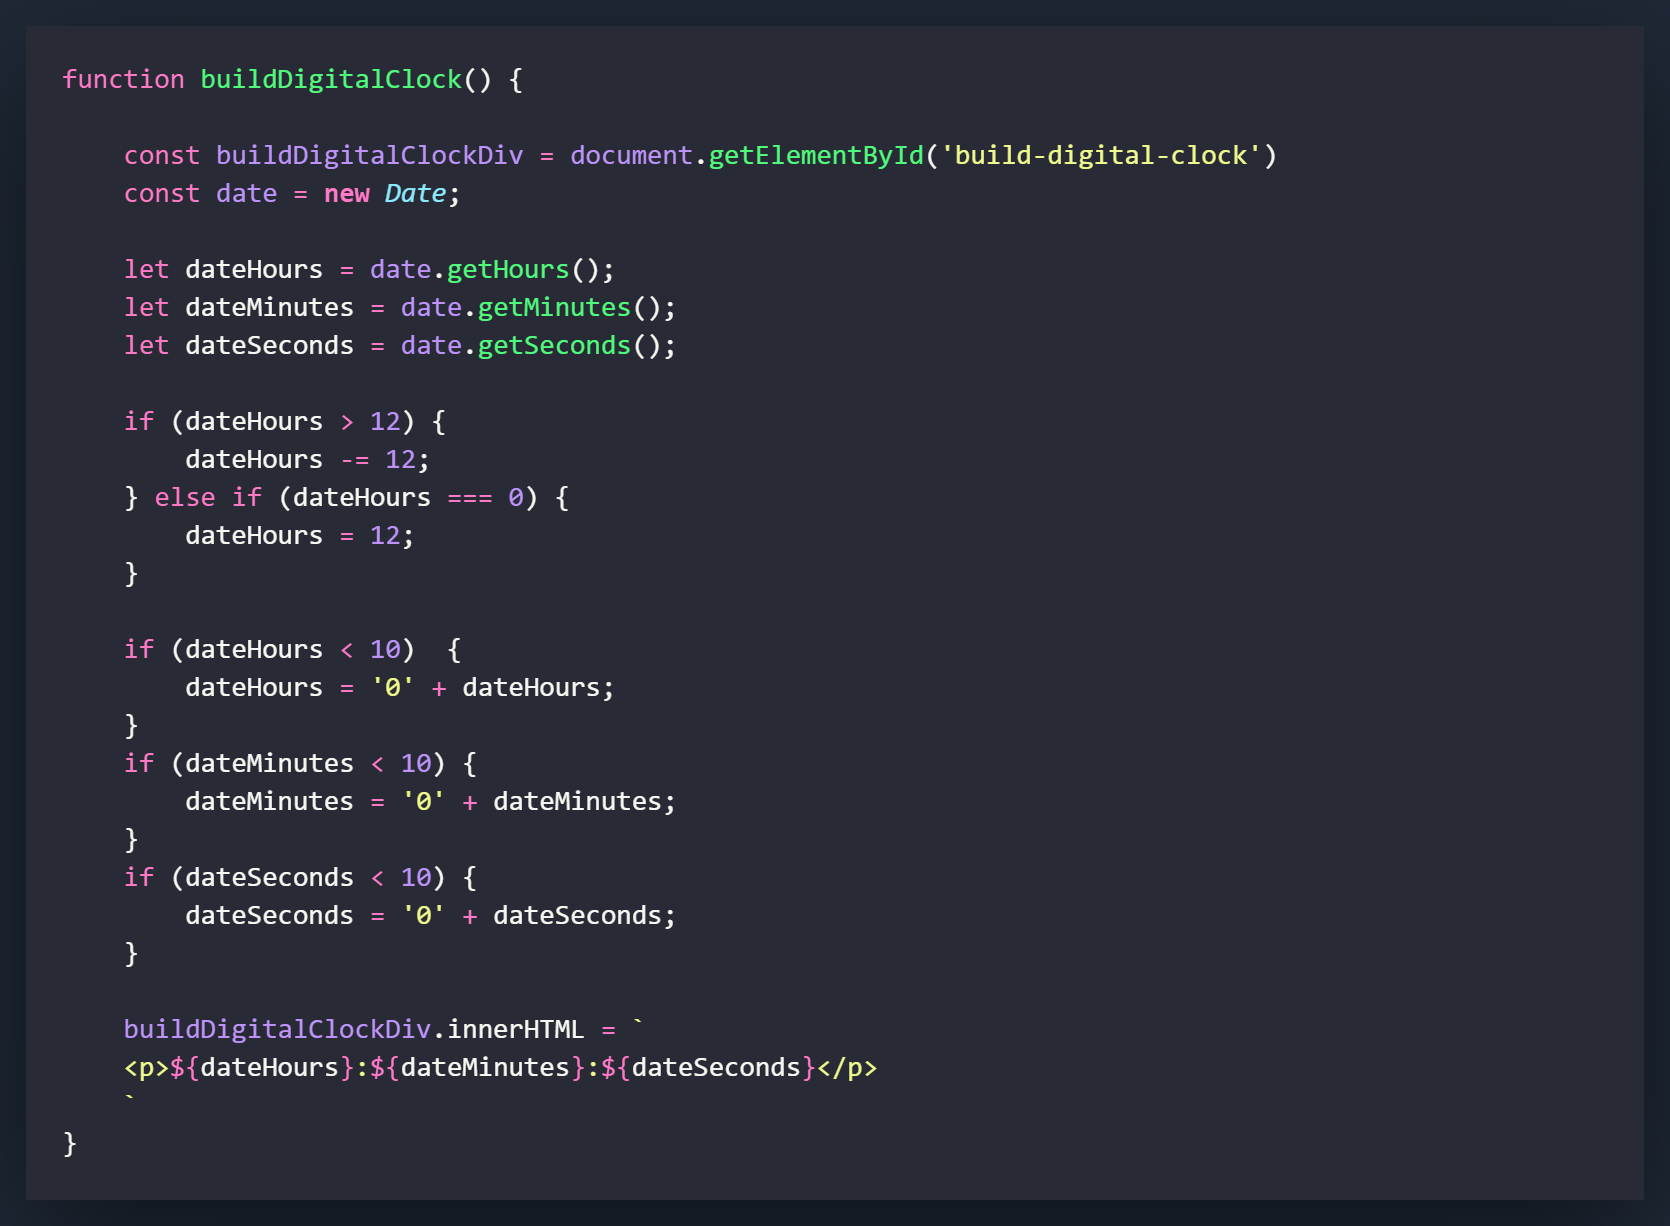 function buildDigitalClock() {
const buildDigitalClockDiv = document.getElementById('build-digital-clock')
const date = new Date;
let dateHours = date.getHours();
let dateMinutes = date.getMinutes();
let dateSeconds = date.getSeconds();
if (dateHours > 12) {
dateHours -= 12;
} else if (dateHours === 0) {
dateHours = 12;
}
if (dateHours < 10)  {
dateHours = '0' + dateHours;
}
if (dateMinutes < 10) {
dateMinutes = '0' + dateMinutes;
}
if (dateSeconds < 10) {
dateSeconds = '0' + dateSeconds;
}
buildDigitalClockDiv.innerHTML = `
<p>${dateHours}:${dateMinutes}:${dateSeconds}</p>
`
}